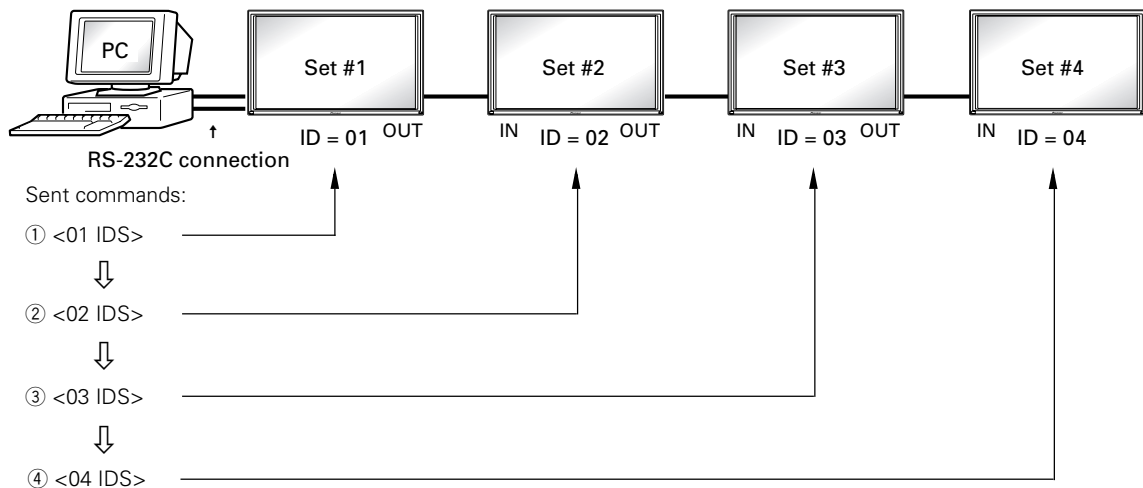 PC
Set #1
Set #2
Set #3
Set #4
ID = 01 OUT
IN ID = 02 OUT
IN ID = 03 OUT
IN ID = 04
RS-232C connection
Sent commands:
① <01 IDS>
② <02 IDS>
③ <03 IDS>
④ <04 IDS>